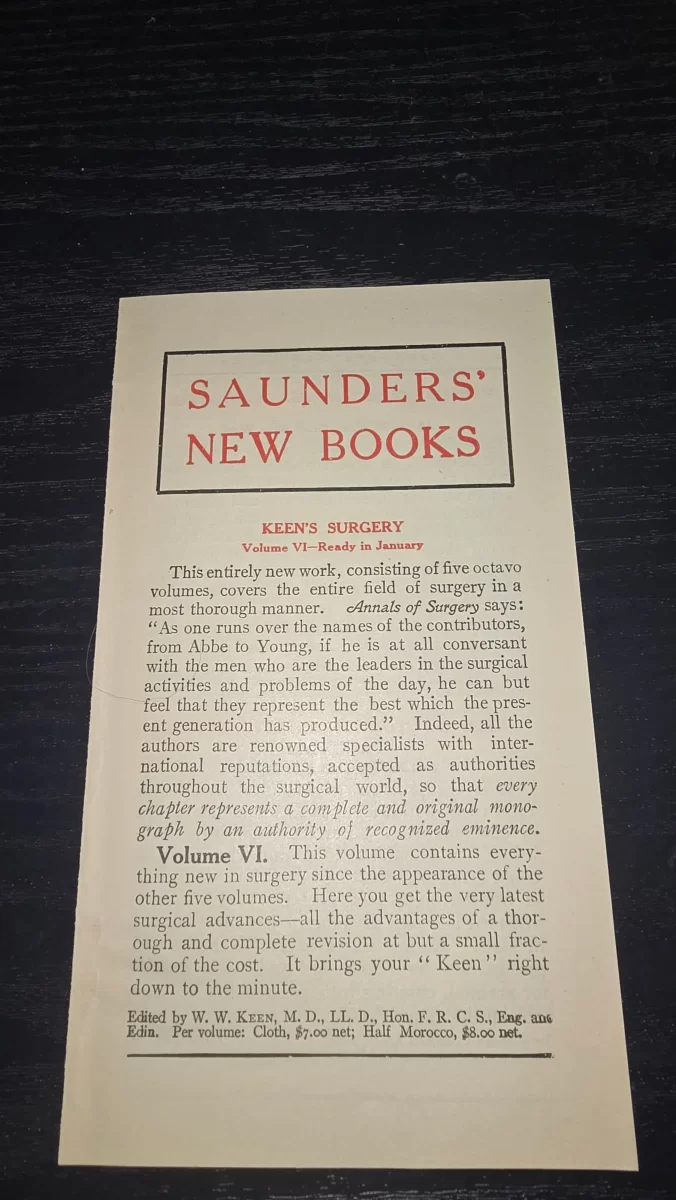 SAUNDERS'
NEW BOOKS
KEEN'S SURGERY
Volume VI—Ready in January
This entirely new work, consisting of five octavo
volumes, covers the entire field of surgery in a
most thorough manner. Annals of Surgery says:
“As one runs over the names of the contributors,
from Abbe to Young, if he is at all conversant
with the men who are the leaders in the surgical
activities and problems of the day, he can but
feel that they represent the best which the pres-
ent generation has produced.” Indeed, all the
authors are renowned specialists with inter-
national reputations, accepted as authorities
throughout the surgical world, so that every
chapter represents a complete and original mono-
graph by an authority of recognized eminence.
Volume VI. This volume contains every-
thing new in surgery since the appearance of the
other five volumes. Here you get the very latest
surgical advances—all the advantages of a thor-
ough and complete revision at but a small frac-
tion of the cost. It brings your “Keen” right
down to the minute.
Edited by W. W. KEEN, M. D., LL. D., Hon. F. R. C. S., Eng. and
Edin. Per volume: Cloth, $7.00 net; Half Morocco, $8.00 net.